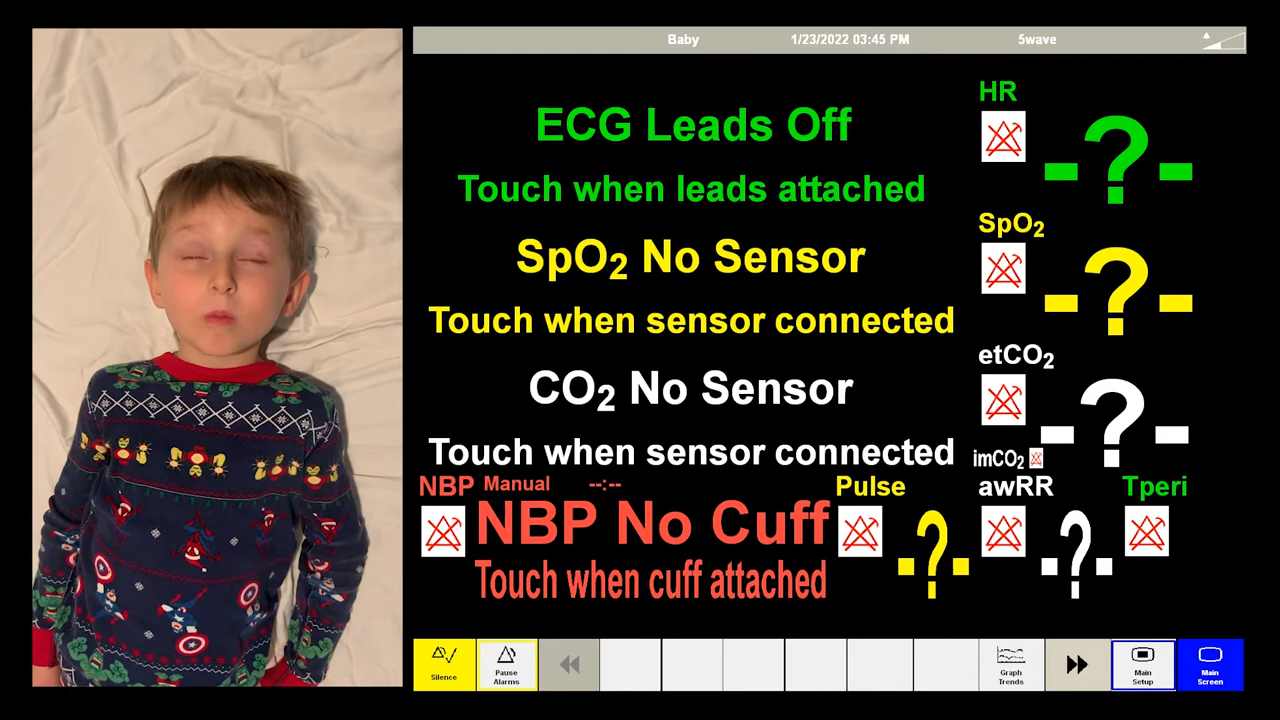 Baby 1/23/2022 03:45 PM 5wave
HR
ECG Leads Off
-?-
Touch when leads attached
SpO2
SpO2 No Sensor
-?-
Touch when sensor connected
etCO2
CO2 No Sensor
-?-
Touch when sensor connected
imCO2
NBP Manual --:--
Pulse
awRR
Tperi
NBP No Cuff
-?-
-?-
Touch when cuff attached
Silence
Pause
Alarms
Graph
Trends
Main
Setup
Main
Screen